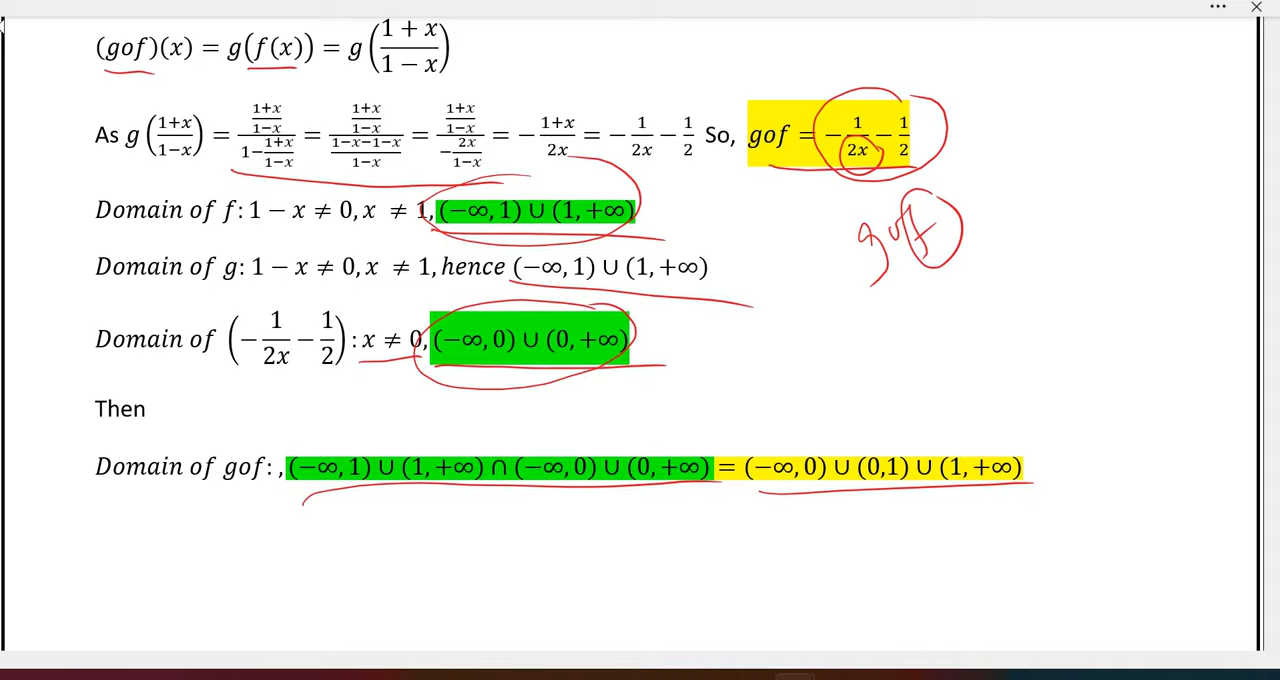 (gof)(x) = g(f(x)) = g((1 + x)/(1 − x))
As g((1+x)/(1−x)) = ((1+x)/(1−x))/(1−(1+x)/(1−x)) = ((1+x)/(1−x))/((1−x−1−x)/(1−x)) = ((1+x)/(1−x))/(−2x/(1−x)) = −(1+x)/2x = −1/2x − 1/2 So, gof = −1/2x − 1/2
Domain of f: 1 − x ≠ 0, x ≠ 1, (−∞, 1) ∪ (1, +∞)
gof
Domain of g: 1 − x ≠ 0, x ≠ 1, hence (−∞, 1) ∪ (1, +∞)
Domain of (−1/2x − 1/2): x ≠ 0, (−∞, 0) ∪ (0, +∞)
Then
Domain of gof: , (−∞, 1) ∪ (1, +∞) ∩ (−∞, 0) ∪ (0, +∞) = (−∞, 0) ∪ (0,1) ∪ (1, +∞)